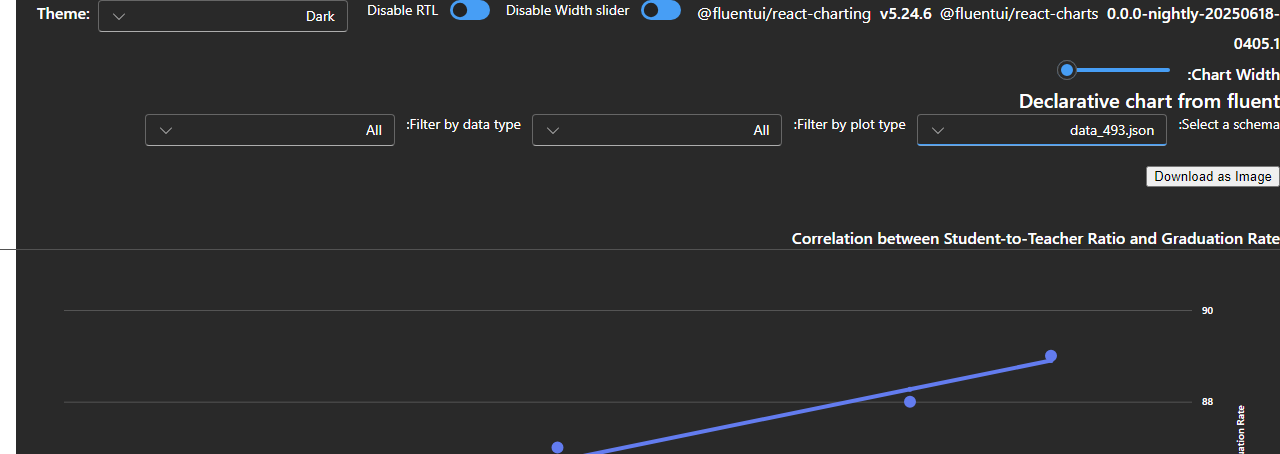 Theme: Dark Disable RTL Disable Width slider @fluentui/react-charting v5.24.6 @fluentui/react-charts 0.0.0-nightly-20250618-
0405.1
:Chart Width
Declarative chart from fluent
All :Filter by data type All :Filter by plot type data_493.json :Select a schema
Download as Image
Correlation between Student-to-Teacher Ratio and Graduation Rate
90
88
Rate